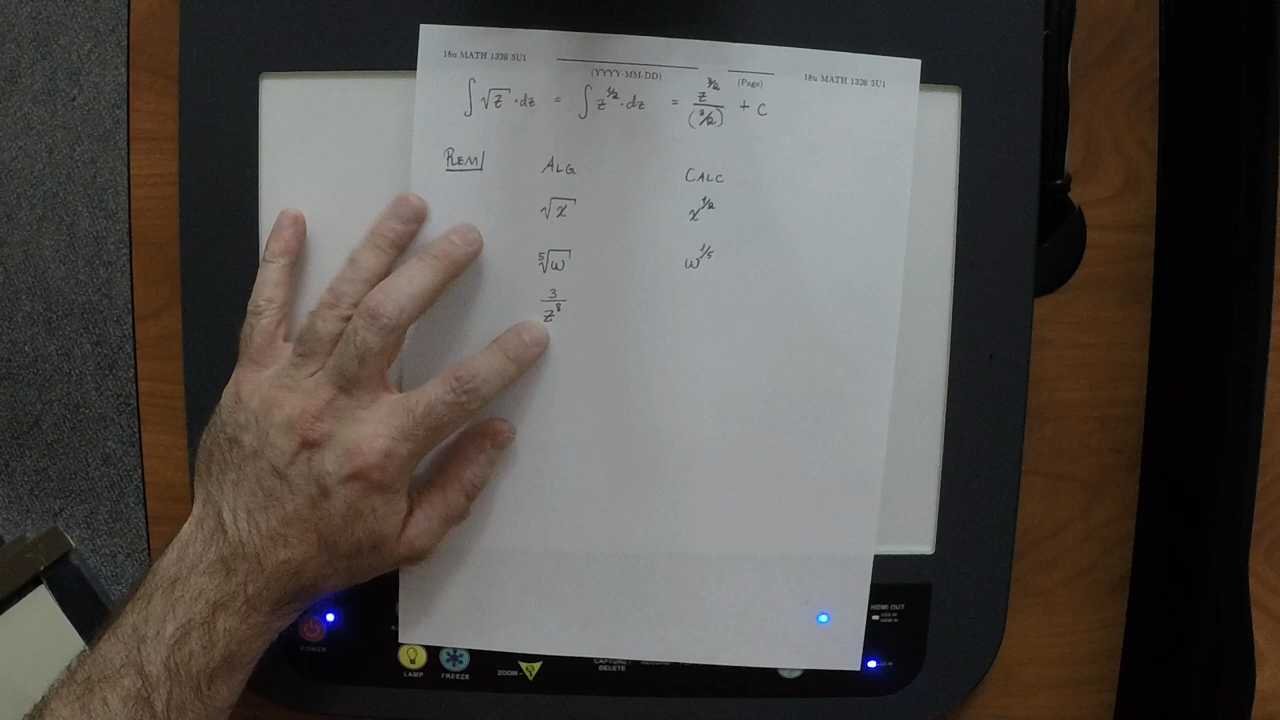 18u MATH 1326 5U1 (YYYY-MM-DD) (Page) 18u MATH 1326 5U1
∫ √z · dz = ∫ z^(1/2) · dz = z^(3/2) / (3/2) + C
REM ALG CALC
√x x^(1/2)
⁵√w w^(1/5)
3 / z^8
HDMI OUT
POWER
LAMP FREEZE ZOOM CAPTURE/ DELETE